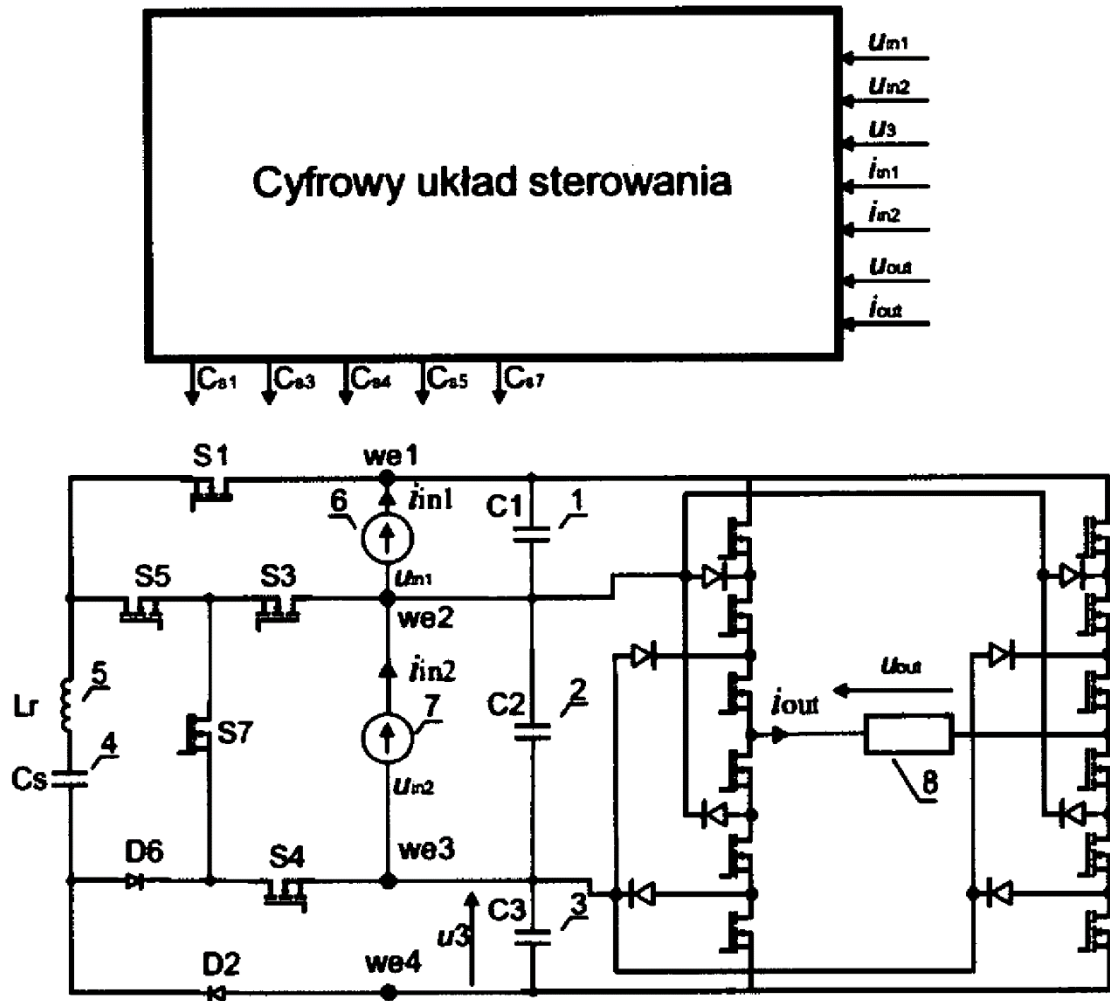 uin1
uin2
u3
Cyfrowy układ sterowania
iin1
iin2
uout
iout
Cs1 Cs3 Cs4 Cs5 Cs7
S1 we1
6 iin1 C1 1
uin1
S5 S3
we2
iin2
5
Lr S7 7 C2 2 uout
iout
4
Cs uin2 8
we3
D6 S4
C3 3
u3
D2 we4